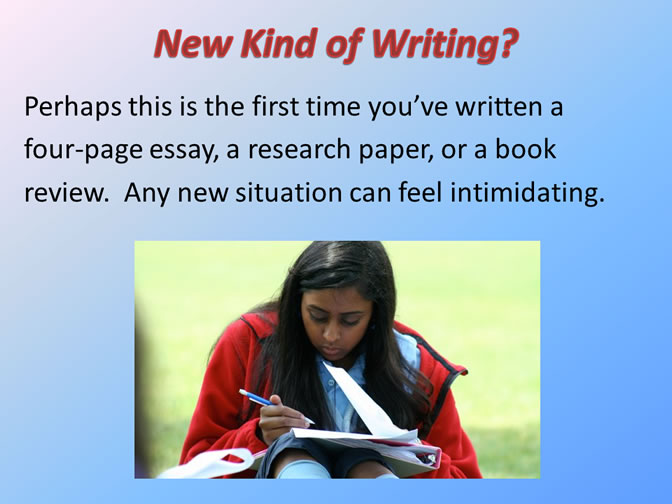 New Kind of Writing?
Perhaps this is the first time you’ve written a
four-page essay, a research paper, or a book
review.  Any new situation can feel intimidating.